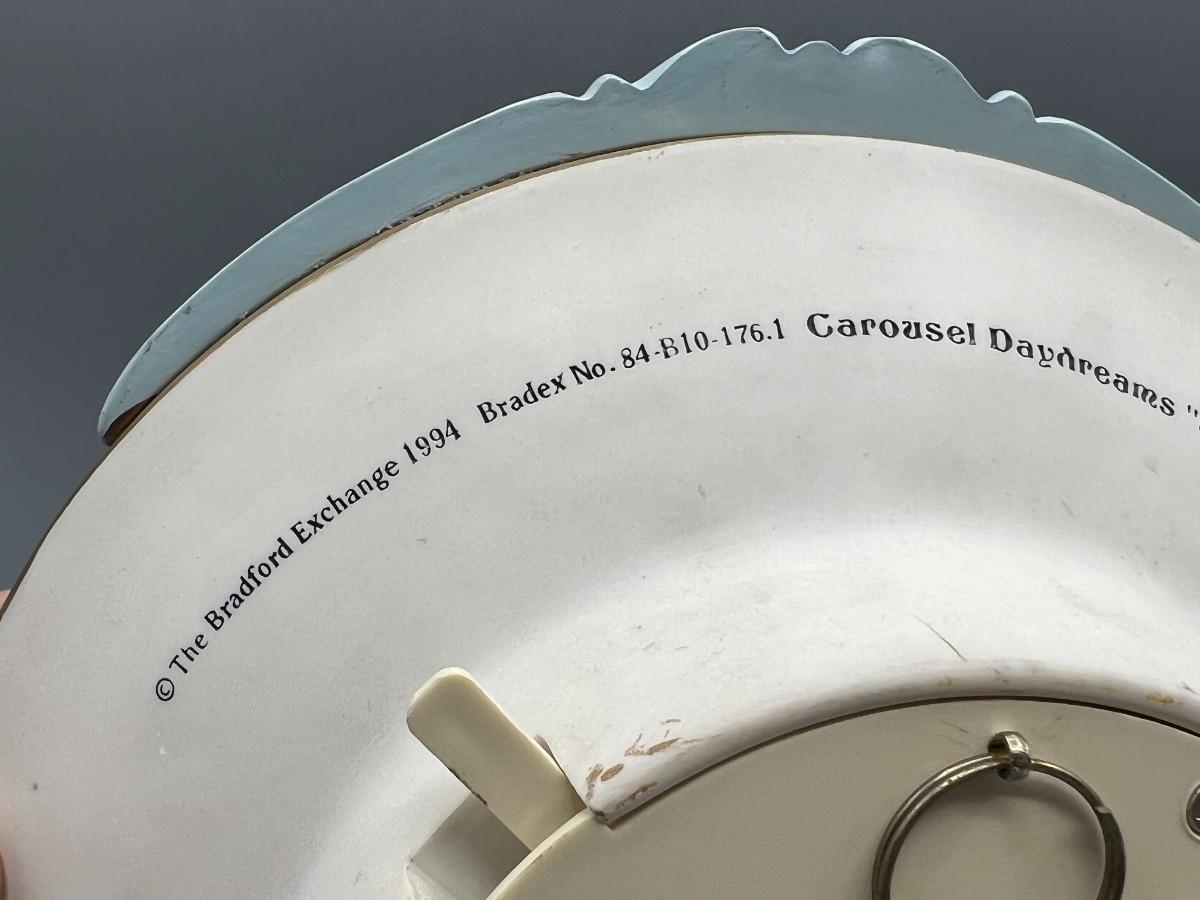 © The Bradford Exchange 1994 Bradex No. 84-B10-176.1 Carousel Daydreams "